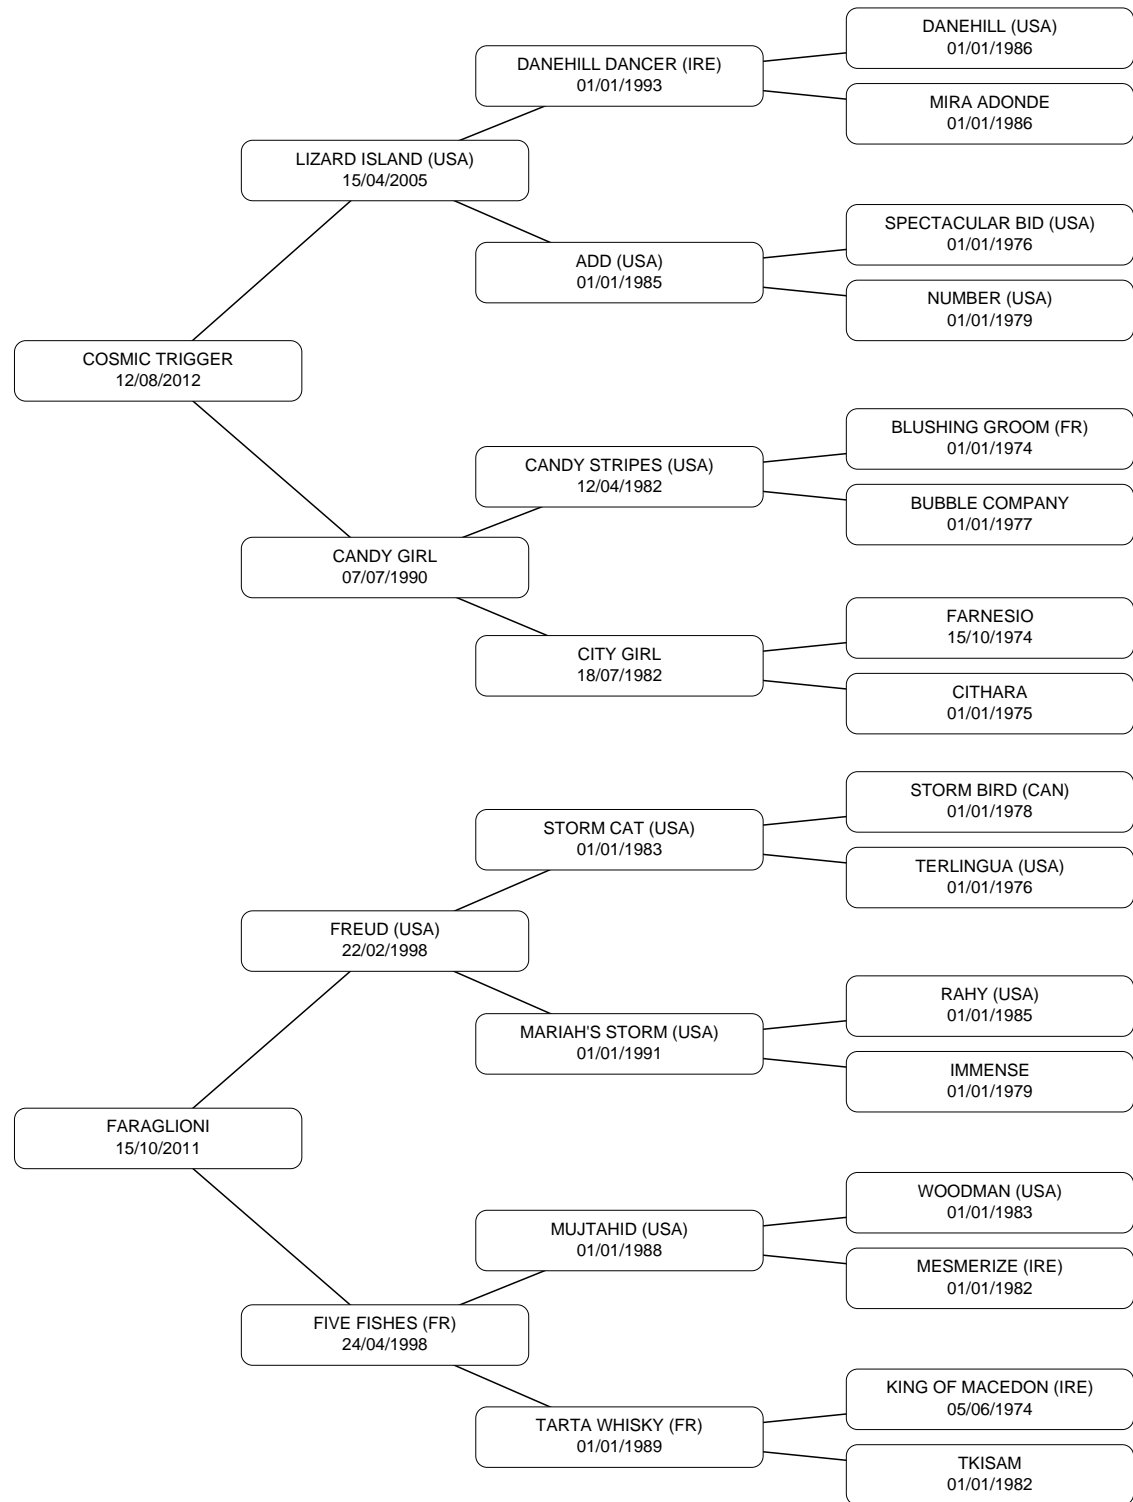 DANEHILL (USA)
01/01/1986
DANEHILL DANCER (IRE)
01/01/1993
MIRA ADONDE
01/01/1986
LIZARD ISLAND (USA)
15/04/2005
SPECTACULAR BID (USA)
01/01/1976
ADD (USA)
01/01/1985
NUMBER (USA)
01/01/1979
COSMIC TRIGGER
12/08/2012
BLUSHING GROOM (FR)
01/01/1974
CANDY STRIPES (USA)
12/04/1982
BUBBLE COMPANY
01/01/1977
CANDY GIRL
07/07/1990
FARNESIO
15/10/1974
CITY GIRL
18/07/1982
CITHARA
01/01/1975
STORM BIRD (CAN)
01/01/1978
STORM CAT (USA)
01/01/1983
TERLINGUA (USA)
01/01/1976
FREUD (USA)
22/02/1998
RAHY (USA)
01/01/1985
MARIAH'S STORM (USA)
01/01/1991
IMMENSE
01/01/1979
FARAGLIONI
15/10/2011
WOODMAN (USA)
01/01/1983
MUJTAHID (USA)
01/01/1988
MESMERIZE (IRE)
01/01/1982
FIVE FISHES (FR)
24/04/1998
KING OF MACEDON (IRE)
05/06/1974
TARTA WHISKY (FR)
01/01/1989
TKISAM
01/01/1982